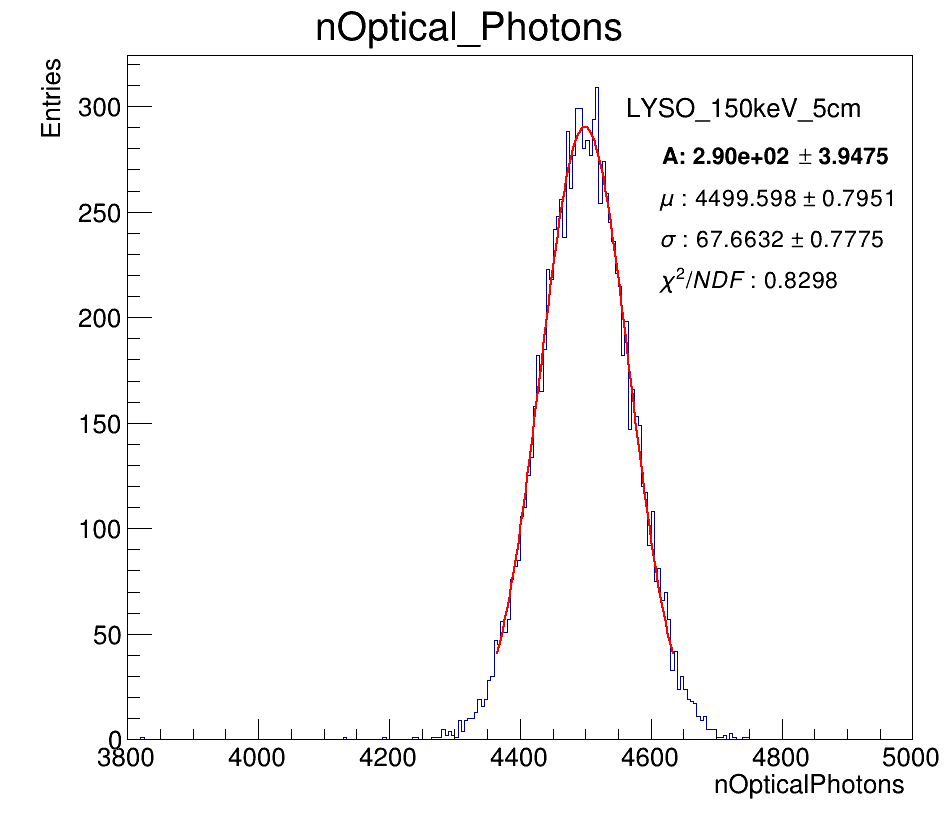 nOptical_Photons
Entries
LYSO_150keV_5cm
A: 2.90e+02 ± 3.9475
μ : 4499.598 ± 0.7951
σ : 67.6632 ± 0.7775
χ²/NDF : 0.8298
300
250
200
150
100
50
0
3800 4000 4200 4400 4600 4800 5000
nOpticalPhotons